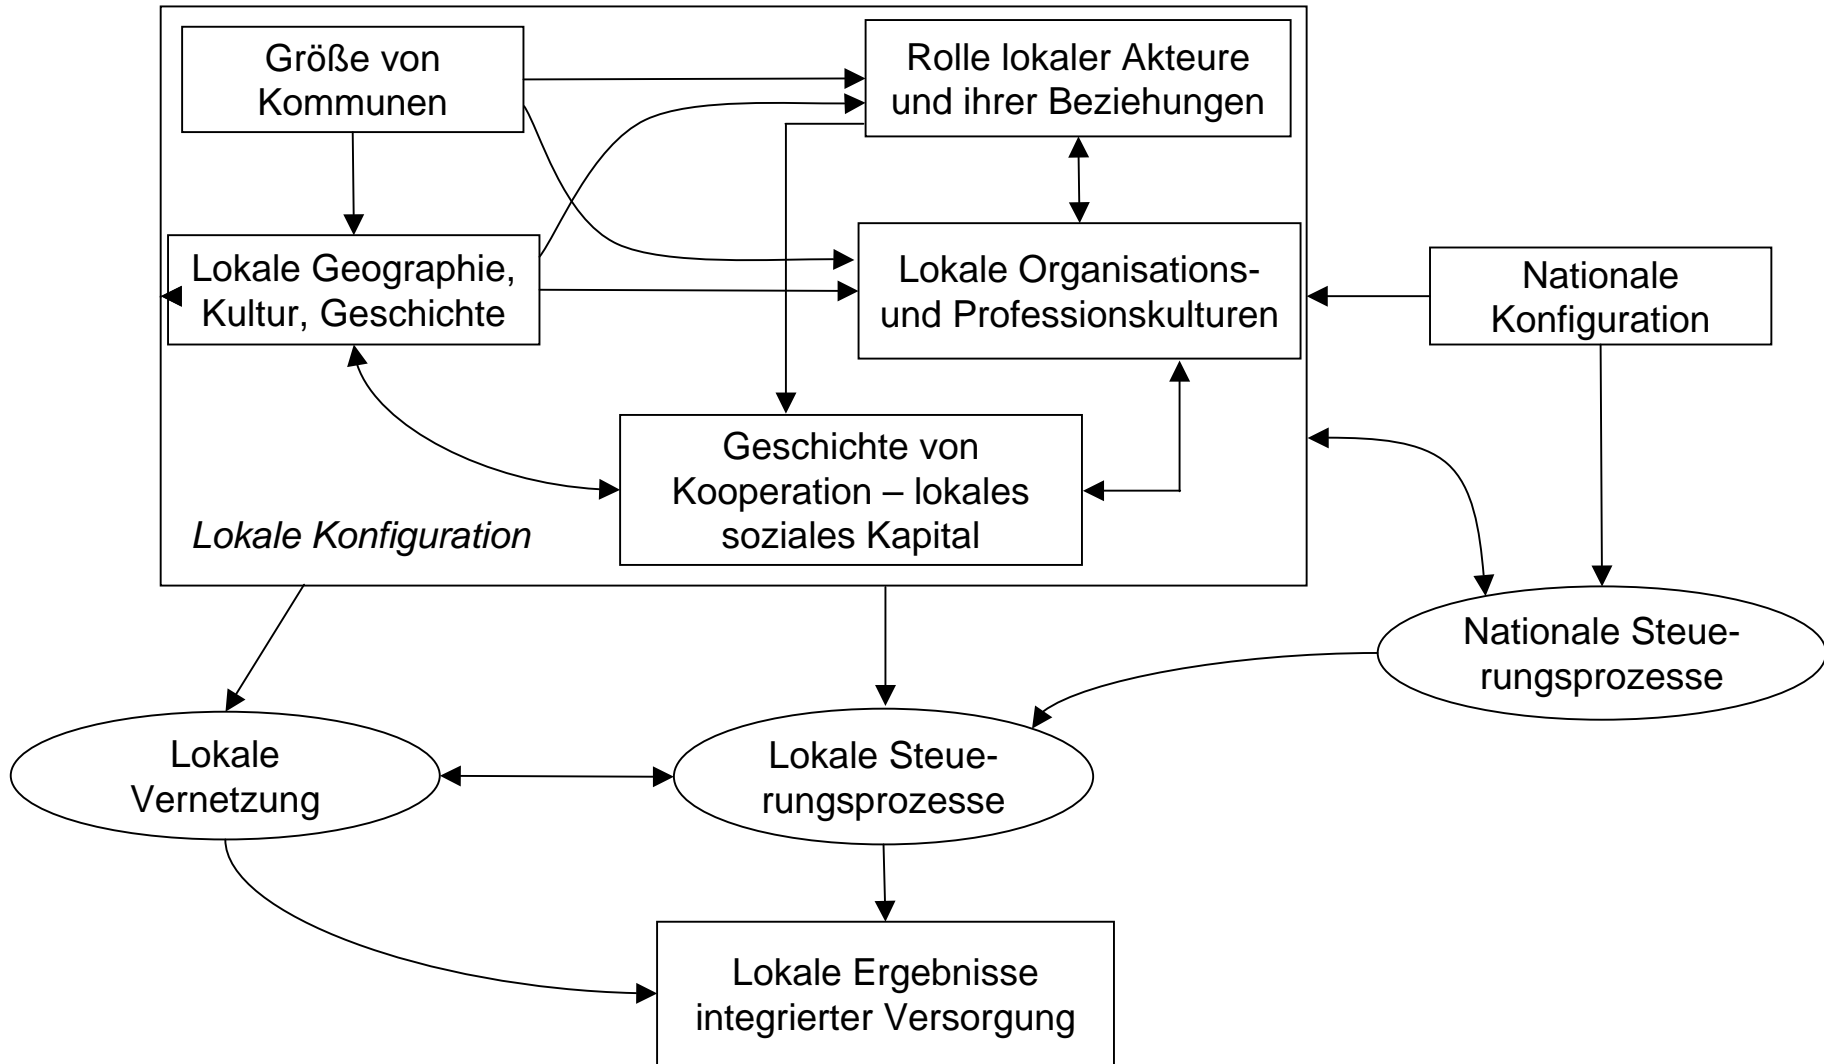 Größe von
Kommunen
Rolle lokaler Akteure
und ihrer Beziehungen
Lokale Geographie,
Kultur, Geschichte
Lokale Organisations-
und Professionskulturen
Nationale
Konfiguration
Geschichte von
Kooperation – lokales
soziales Kapital
Lokale Konfiguration
Nationale Steue-
rungsprozesse
Lokale
Vernetzung
Lokale Steue-
rungsprozesse
Lokale Ergebnisse
integrierter Versorgung